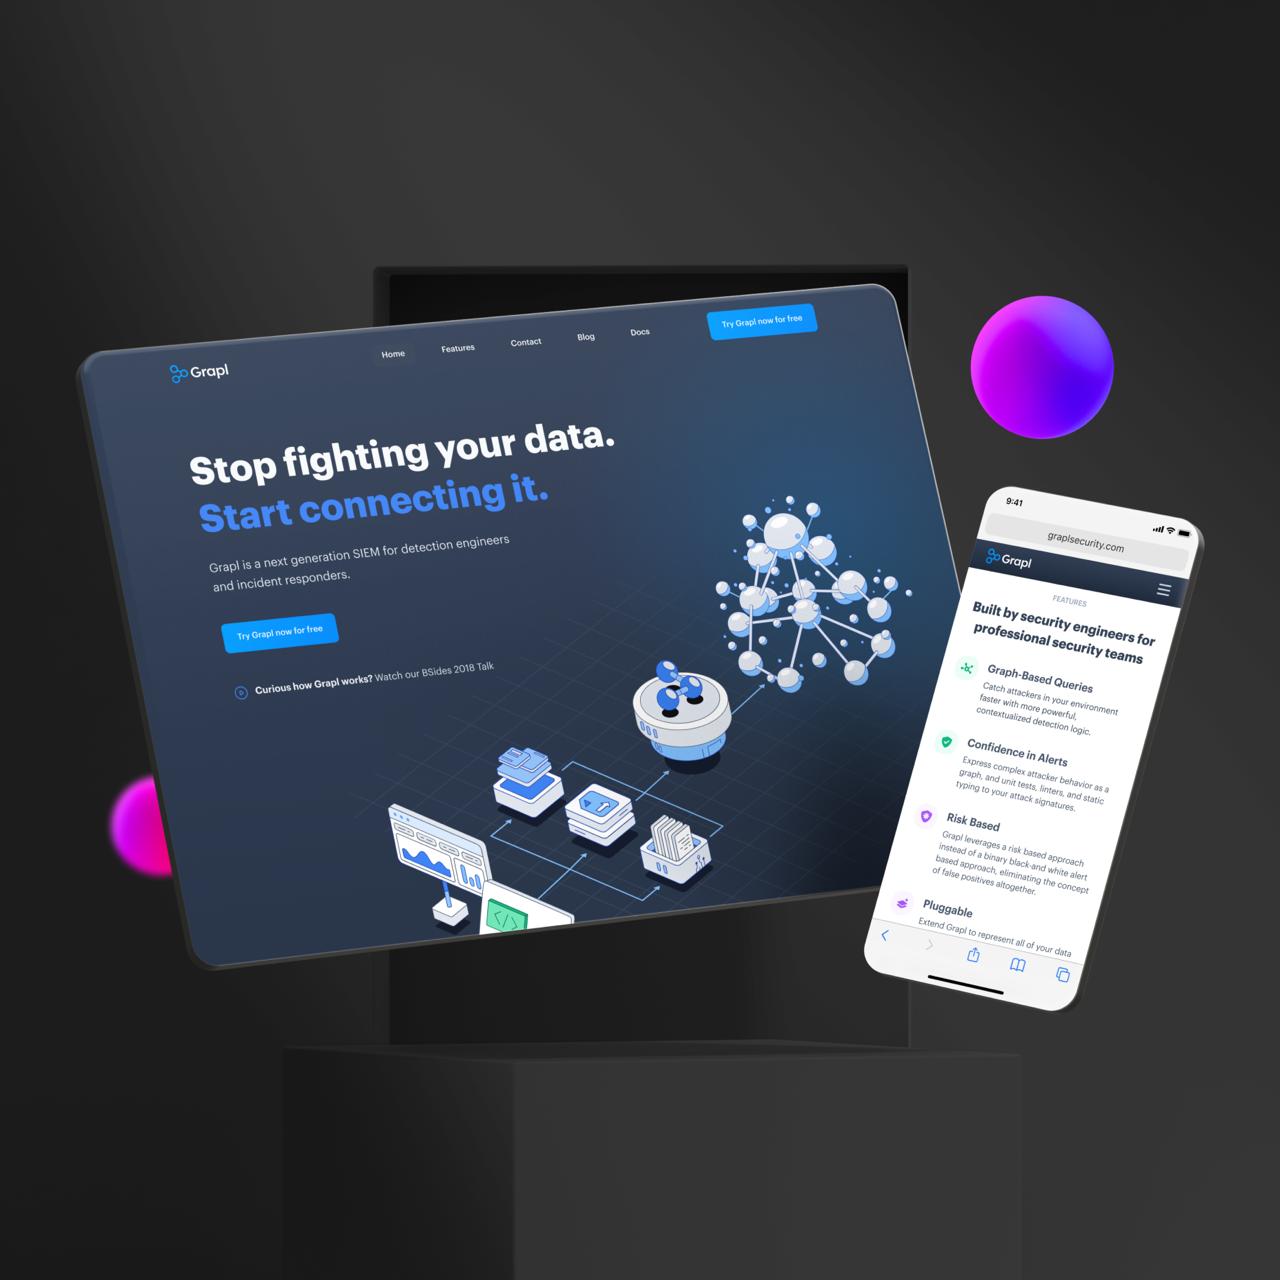 Grapl
Home
Features
Contact
Blog
Docs
Try Grapl now for free
Stop fighting your data.
Start connecting it.
Grapl is a next generation SIEM for detection engineers
and incident responders.
Try Grapl now for free
Curious how Grapl works? Watch our BSides 2018 Talk
</>
9:41
graplsecurity.com
Grapl
FEATURES
Built by security engineers for
professional security teams
Graph-Based Queries
Catch attackers in your environment
faster with more powerful,
contextualized detection logic.
Confidence in Alerts
Express complex attacker behavior as a
graph, and unit tests, linters, and static
typing to your attack signatures.
Risk Based
Grapl leverages a risk based approach
instead of a binary black-and white alert
based approach, eliminating the concept
of false positives altogether.
Pluggable
Extend Grapl to represent all of your data